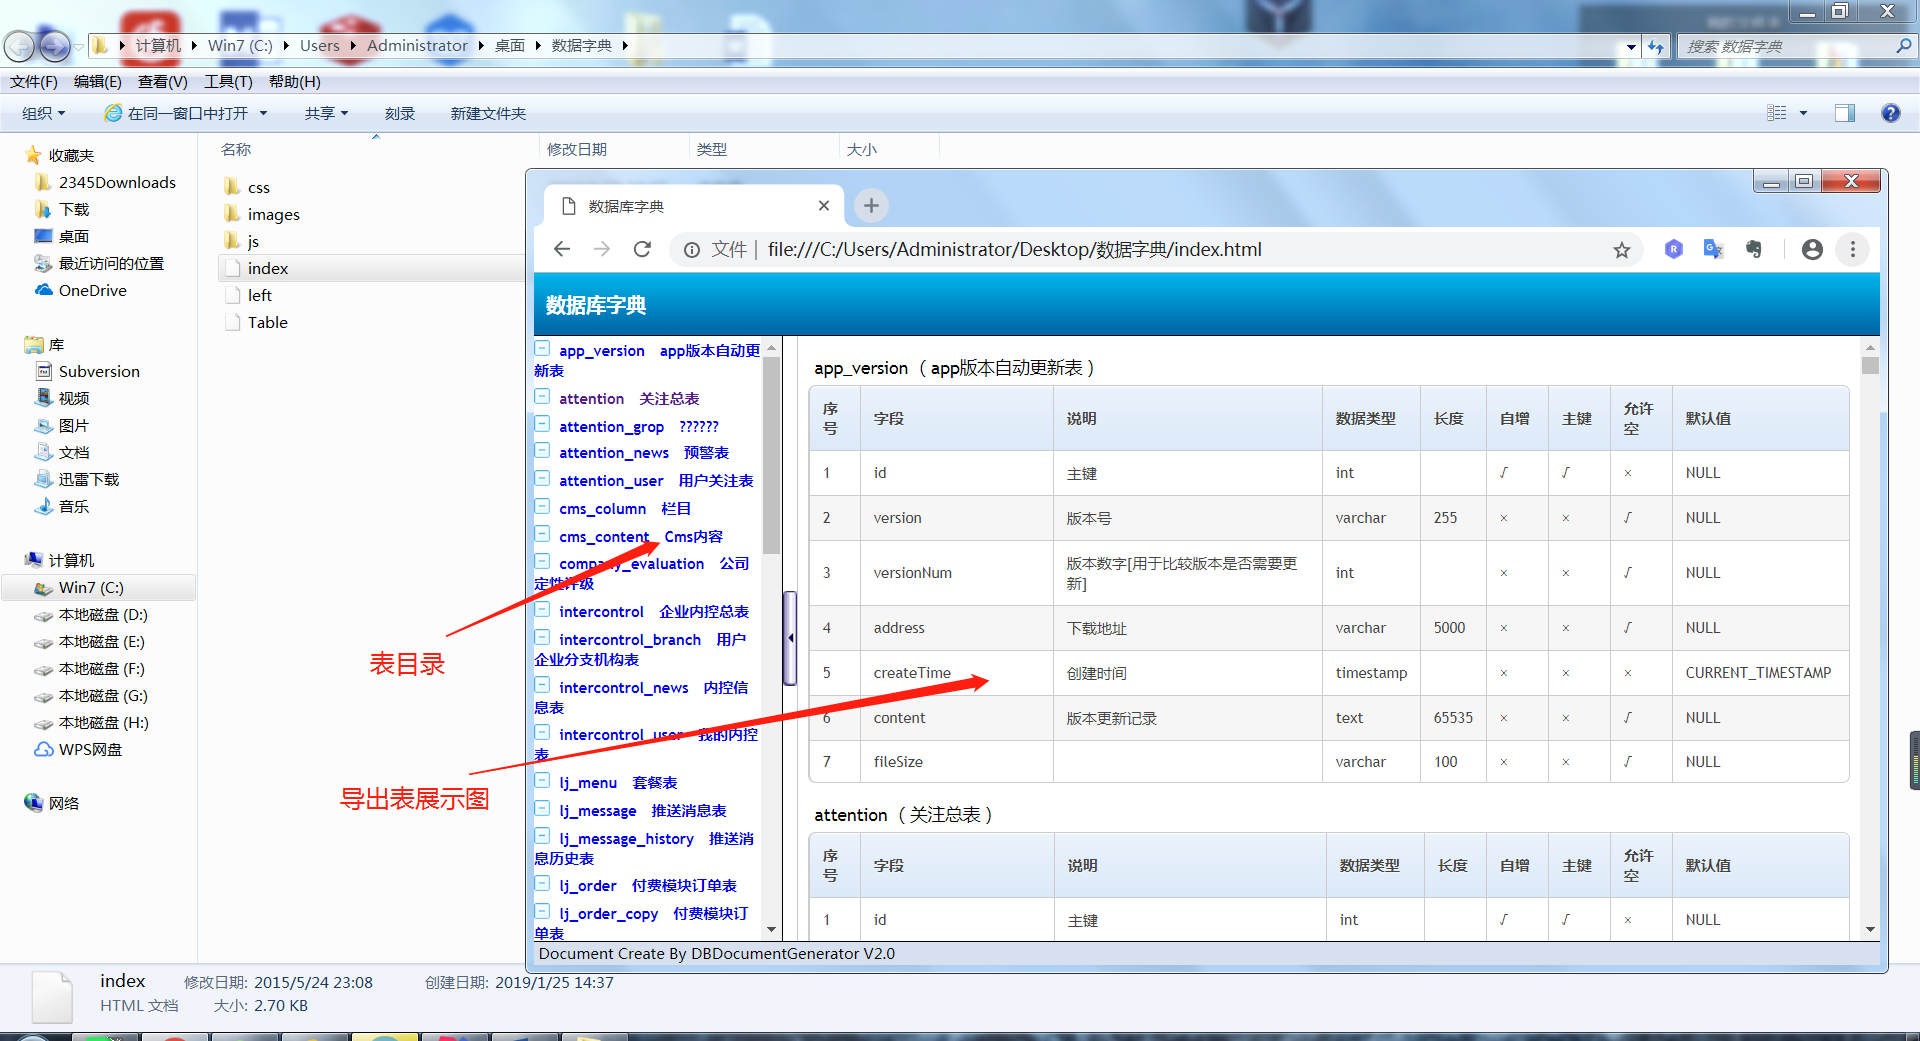 计算机 Win7 (C:) Users Administrator 桌面 数据字典
搜索 数据字典
文件(F) 编辑(E) 查看(V) 工具(T) 帮助(H)
组织 在同一窗口中打开 共享 刻录 新建文件夹
收藏夹
2345Downloads
下载
桌面
最近访问的位置
OneDrive
库
Subversion
视频
图片
文档
迅雷下载
音乐
计算机
Win7 (C:)
本地磁盘 (D:)
本地磁盘 (E:)
本地磁盘 (F:)
本地磁盘 (G:)
本地磁盘 (H:)
WPS网盘
网络
名称 修改日期 类型 大小
css
images
js
index
left
Table
表目录
导出表展示图
数据库字典
文件 | file:///C:/Users/Administrator/Desktop/数据字典/index.html
数据库字典
app_version app版本自动更
新表
attention 关注总表
attention_grop ??????
attention_news 预警表
attention_user 用户关注表
cms_column 栏目
cms_content Cms内容
company_evaluation 公司
定性评级
intercontrol 企业内控总表
intercontrol_branch 用户
企业分支机构表
intercontrol_news 内控信
息表
intercontrol_user 我的内控
表
lj_menu 套餐表
lj_message 推送消息表
lj_message_history 推送消
息历史表
lj_order 付费模块订单表
lj_order_copy 付费模块订
单表
app_version （app版本自动更新表）
序号 字段 说明 数据类型 长度 自增 主键 允许空 默认值
1 id 主键 int √ √ × NULL
2 version 版本号 varchar 255 × × √ NULL
3 versionNum 版本数字[用于比较版本是否需要更新] int × × √ NULL
4 address 下载地址 varchar 5000 × × √ NULL
5 createTime 创建时间 timestamp × × × CURRENT_TIMESTAMP
6 content 版本更新记录 text 65535 × × √ NULL
7 fileSize varchar 100 × × √ NULL
attention （关注总表）
序号 字段 说明 数据类型 长度 自增 主键 允许空 默认值
1 id 主键 int √ √ × NULL
Document Create By DBDocumentGenerator V2.0
index 修改日期: 2015/5/24 23:08 创建日期: 2019/1/25 14:37
HTML 文档 大小: 2.70 KB